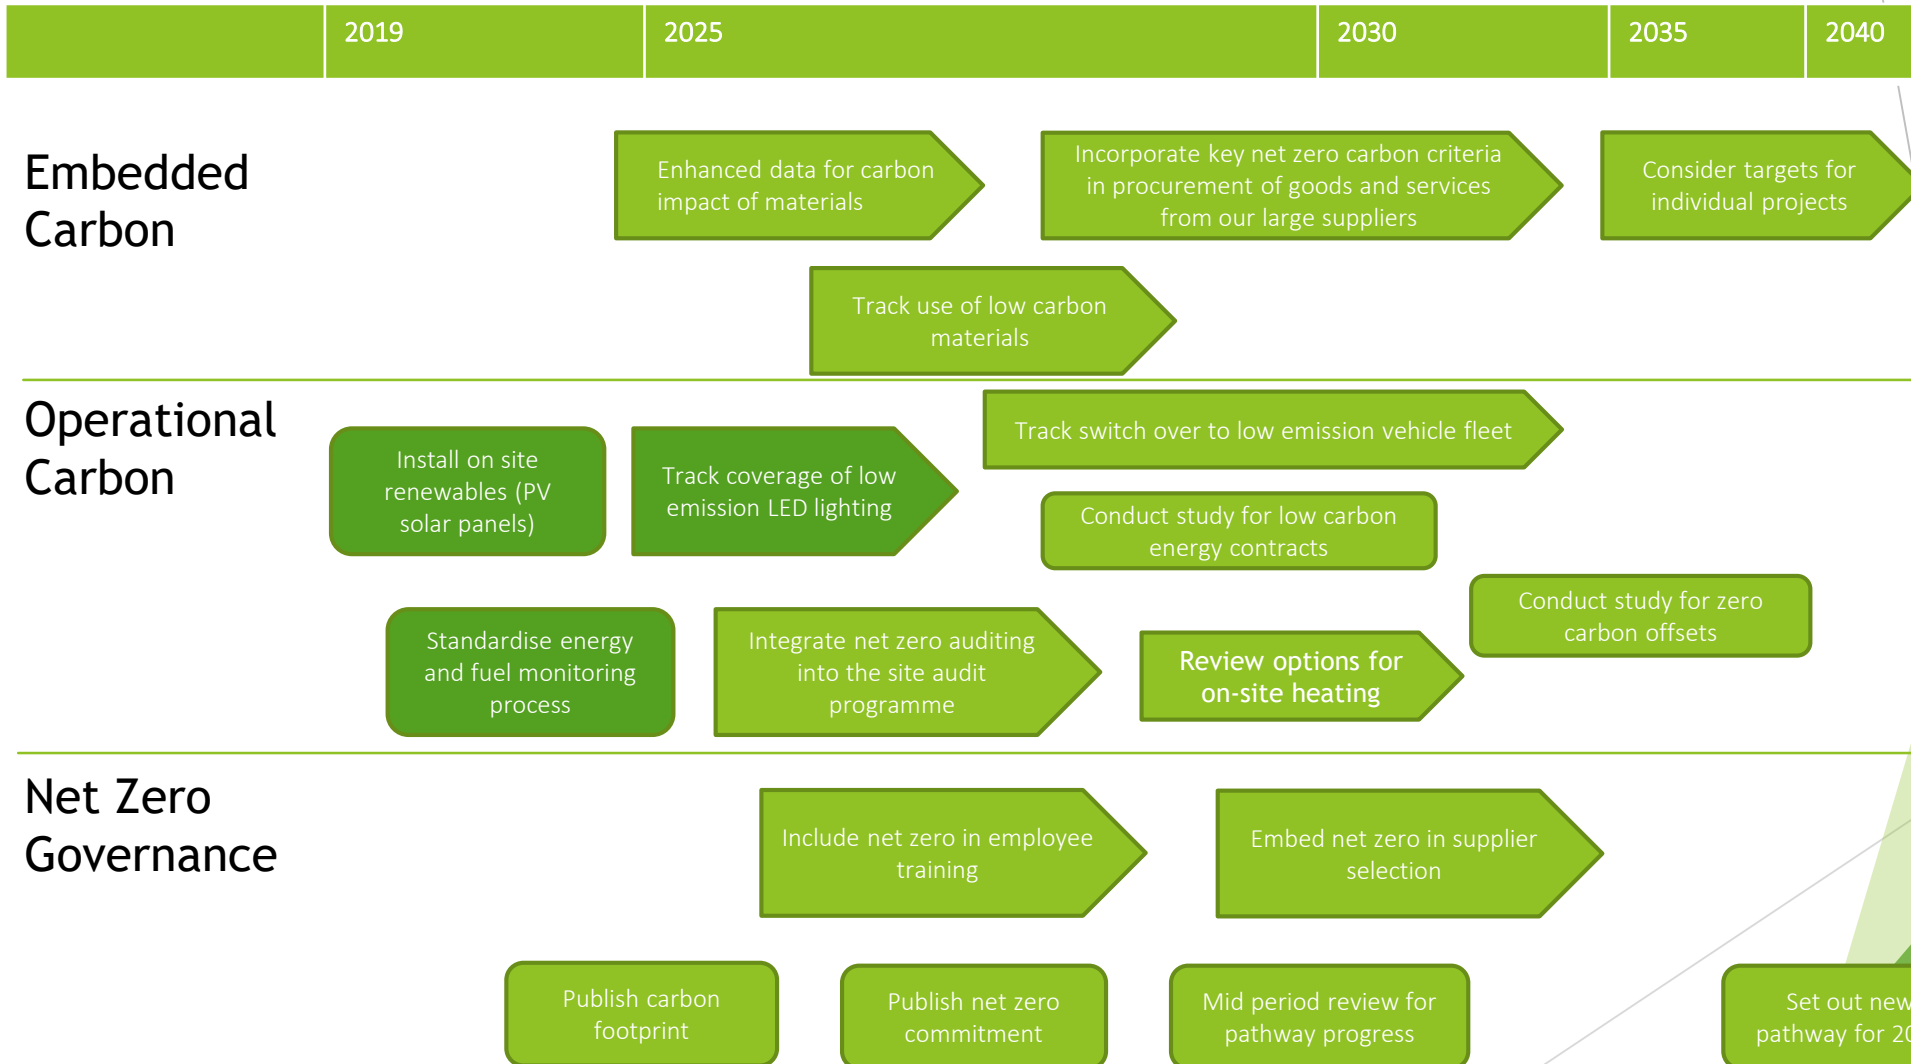 2019
2025
2030
2035
2040
Embedded
Carbon
Enhanced data for carbon
impact of materials
Incorporate key net zero carbon criteria
in procurement of goods and services
from our large suppliers
Consider targets for
individual projects
Track use of low carbon
materials
Operational
Carbon
Install on site
renewables (PV
solar panels)
Track coverage of low
emission LED lighting
Track switch over to low emission vehicle fleet
Conduct study for low carbon
energy contracts
Conduct study for zero
carbon offsets
Standardise energy
and fuel monitoring
process
Integrate net zero auditing
into the site audit
programme
Review options for
on-site heating
Net Zero
Governance
Include net zero in employee
training
Embed net zero in supplier
selection
Publish carbon
footprint
Publish net zero
commitment
Mid period review for
pathway progress
Set out new
pathway for